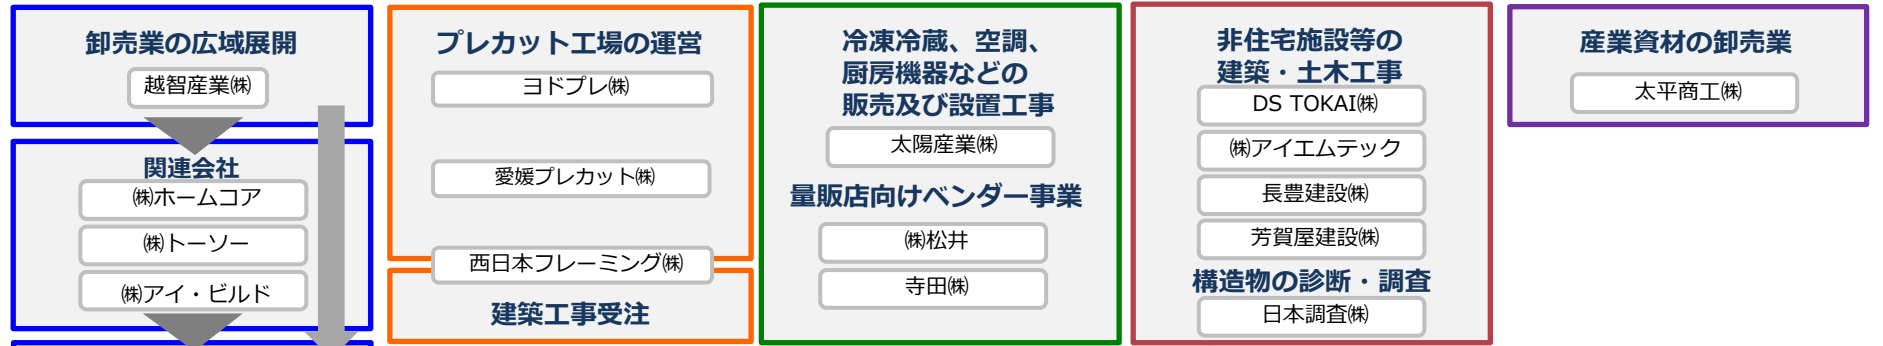 卸売業の広域展開
越智産業㈱
関連会社
㈱ホームコア
㈱トーソー
㈱アイ・ビルド
プレカット工場の運営
ヨドプレ㈱
愛媛プレカット㈱
西日本フレーミング㈱
建築工事受注
冷凍冷蔵、空調、
厨房機器などの
販売及び設置工事
太陽産業㈱
量販店向けベンダー事業
㈱松井
寺田㈱
非住宅施設等の
建築・土木工事
DS TOKAI㈱
㈱アイエムテック
長豊建設㈱
芳賀屋建設㈱
構造物の診断・調査
日本調査㈱
産業資材の卸売業
太平商工㈱